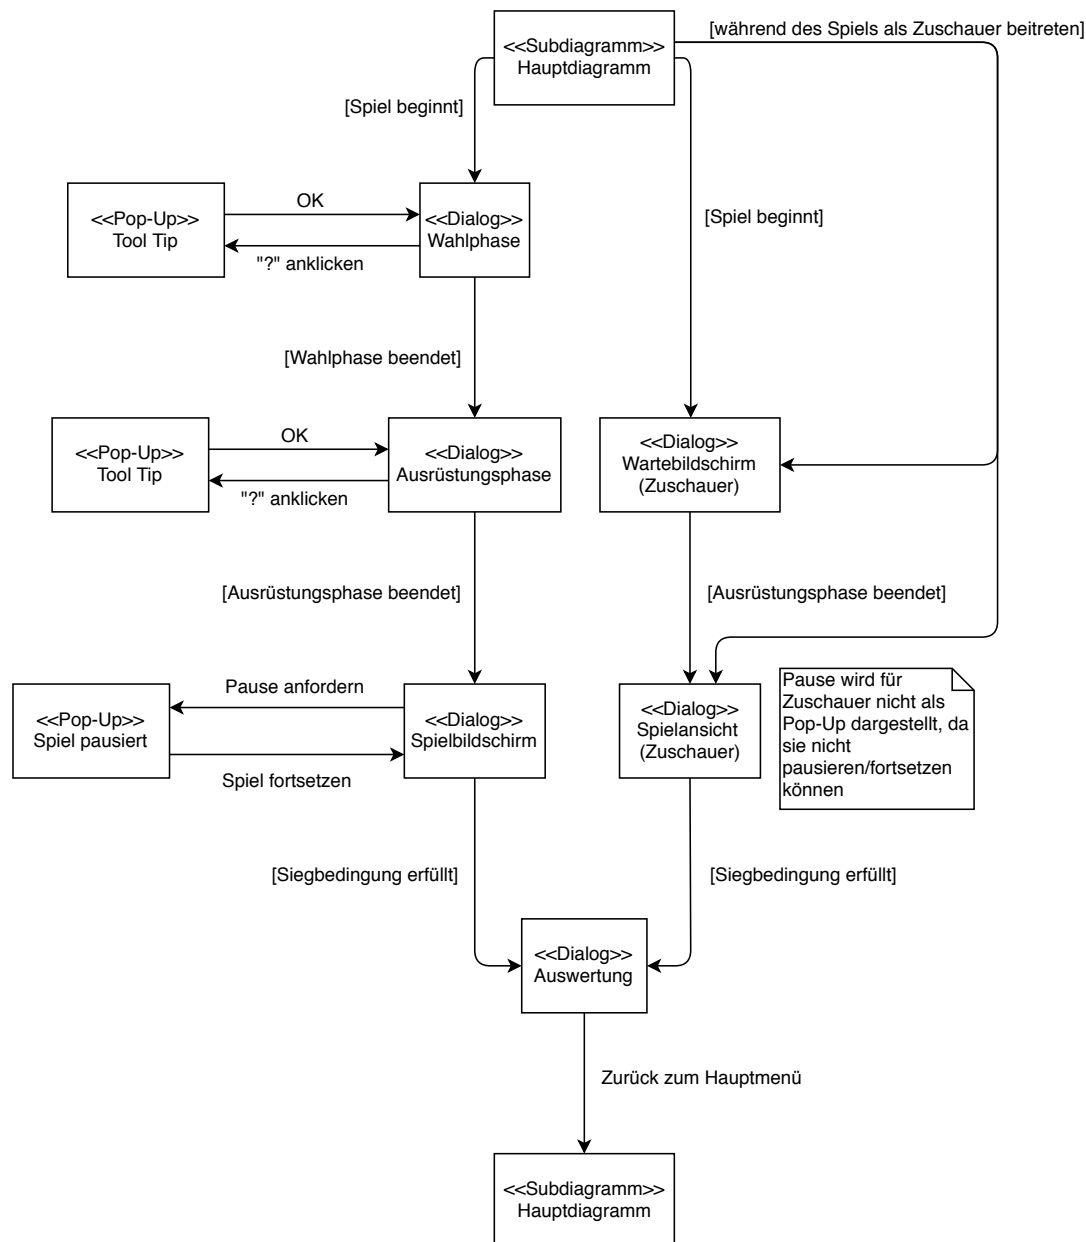 [während des Spiels als Zuschauer beitreten]
<<Subdiagramm>>
Hauptdiagramm
[Spiel beginnt]
<<Pop-Up>>
Tool Tip
OK
"?" anklicken
<<Dialog>>
Wahlphase
[Spiel beginnt]
[Wahlphase beendet]
<<Pop-Up>>
Tool Tip
OK
"?" anklicken
<<Dialog>>
Ausrüstungsphase
<<Dialog>>
Wartebildschirm
(Zuschauer)
[Ausrüstungsphase beendet]
[Ausrüstungsphase beendet]
<<Pop-Up>>
Spiel pausiert
Pause anfordern
Spiel fortsetzen
<<Dialog>>
Spielbildschirm
<<Dialog>>
Spielansicht
(Zuschauer)
Pause wird für
Zuschauer nicht als
Pop-Up dargestellt, da
sie nicht
pausieren/fortsetzen
können
[Siegbedingung erfüllt]
[Siegbedingung erfüllt]
<<Dialog>>
Auswertung
Zurück zum Hauptmenü
<<Subdiagramm>>
Hauptdiagramm